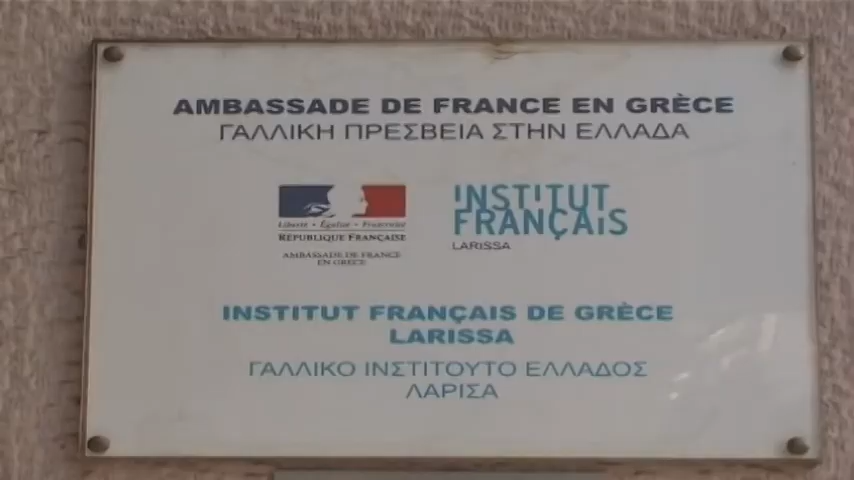 AMBASSADE DE FRANCE EN GRÈCE
ΓΑΛΛΙΚΗ ΠΡΕΣΒΕΙΑ ΣΤΗΝ ΕΛΛΑΔΑ
Liberté • Égalité • Fraternité
RÉPUBLIQUE FRANÇAISE
AMBASSADE DE FRANCE
EN GRÈCE
INSTITUT
FRANÇAIS
LARISSA
INSTITUT FRANÇAIS DE GRÈCE
LARISSA
ΓΑΛΛΙΚΟ ΙΝΣΤΙΤΟΥΤΟ ΕΛΛΑΔΟΣ
ΛΑΡΙΣΑ